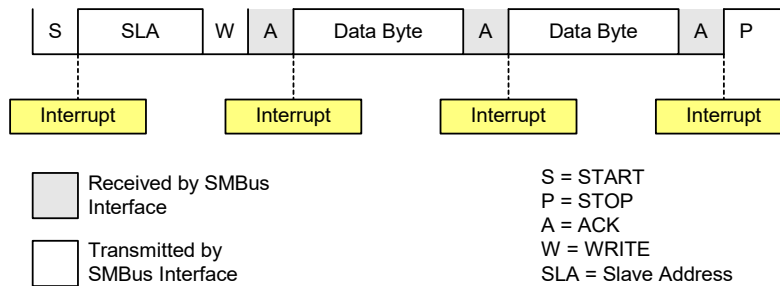 S SLA W A Data Byte A Data Byte A P
Interrupt Interrupt Interrupt Interrupt
Received by SMBus
Interface
Transmitted by
SMBus Interface
S = START
P = STOP
A = ACK
W = WRITE
SLA = Slave Address